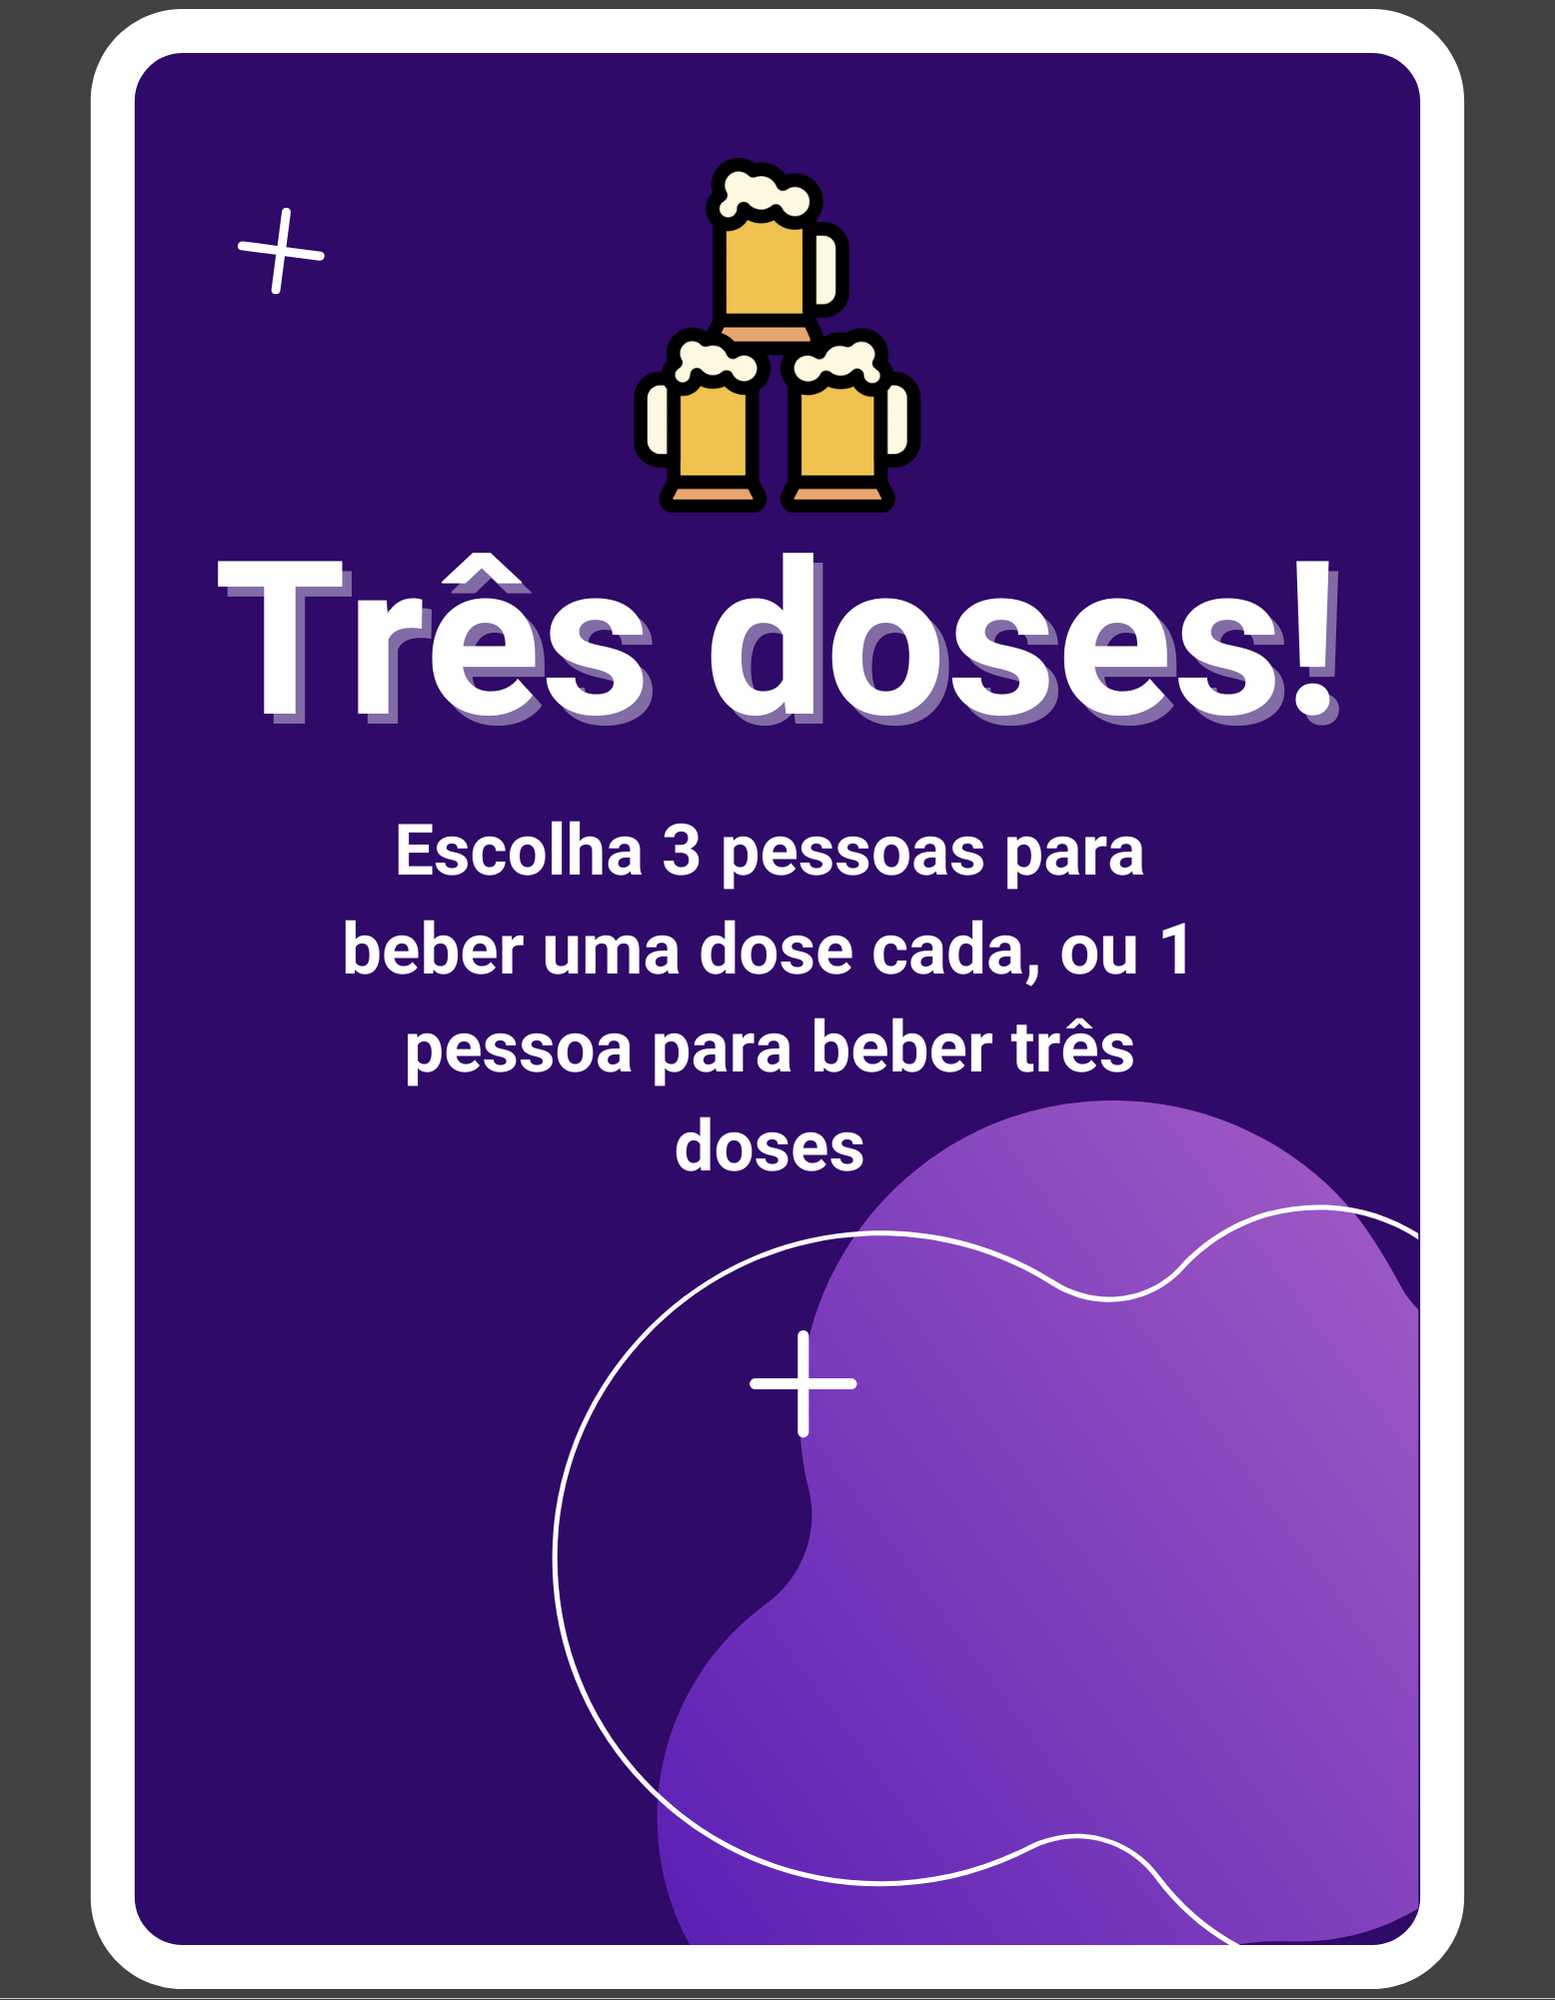 Três doses!
Escolha 3 pessoas para
beber uma dose cada, ou 1
pessoa para beber três
doses